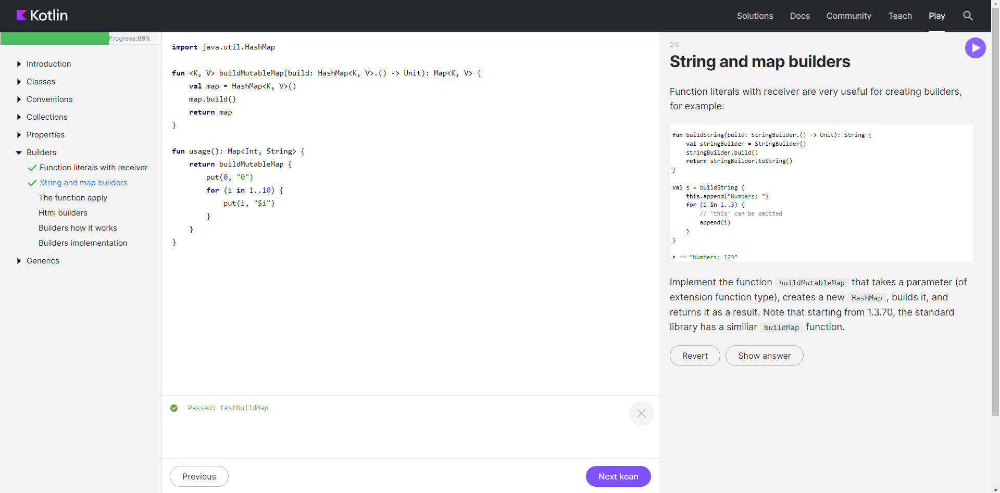 Kotlin
Solutions
Docs
Community
Teach
Play
Progress:88%
Introduction
Classes
Conventions
Collections
Properties
Builders
Function literals with receiver
String and map builders
The function apply
Html builders
Builders how it works
Builders implementation
Generics
import java.util.HashMap
fun <K, V> buildMutableMap(build: HashMap<K, V>.() -> Unit): Map<K, V> {
    val map = HashMap<K, V>()
    map.build()
    return map
}
fun usage(): Map<Int, String> {
    return buildMutableMap {
        put(0, "0")
        for (i in 1..10) {
            put(i, "$i")
        }
    }
}
Passed: testBuildMap
Previous
Next koan
2/6
String and map builders
Function literals with receiver are very useful for creating builders,
for example:
fun buildString(build: StringBuilder.() -> Unit): String {
    val stringBuilder = StringBuilder()
    stringBuilder.build()
    return stringBuilder.toString()
}
val s = buildString {
    this.append("Numbers: ")
    for (i in 1..3) {
        // 'this' can be omitted
        append(i)
    }
}
s == "Numbers: 123"
Implement the function buildMutableMap that takes a parameter (of
extension function type), creates a new HashMap , builds it, and
returns it as a result. Note that starting from 1.3.70, the standard
library has a similiar buildMap function.
Revert
Show answer